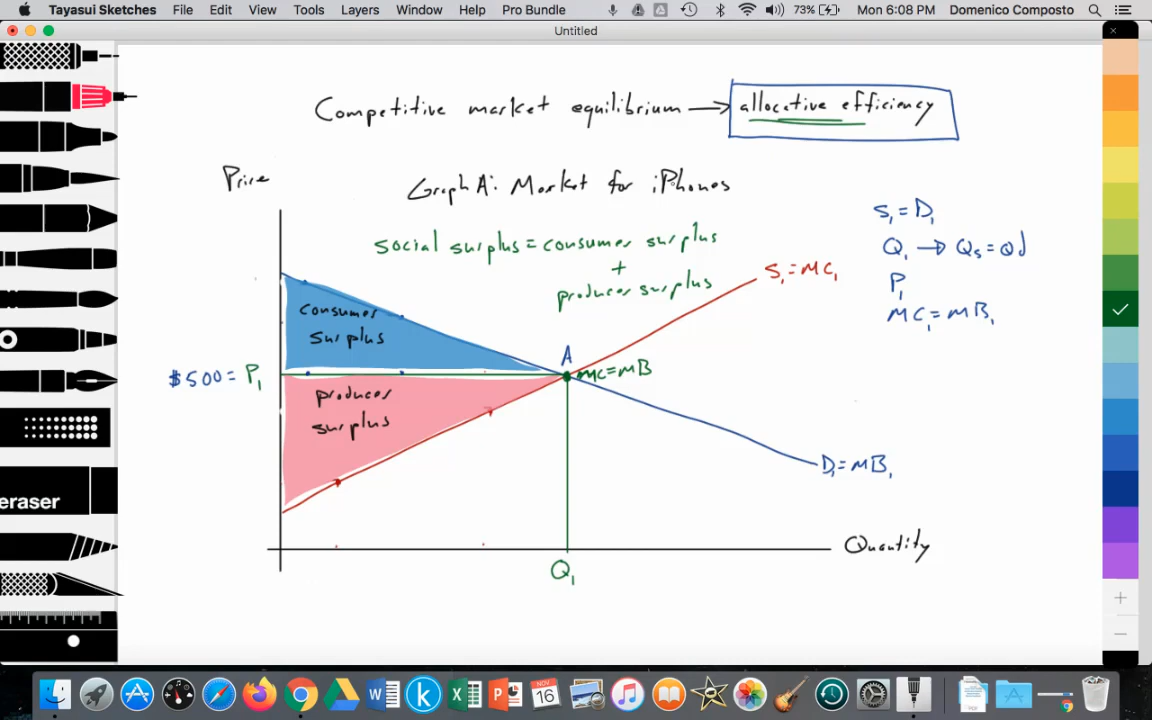 Tayasui Sketches File Edit View Tools Layers Window Help Pro Bundle 73% Mon 6:08 PM Domenico Composto
Untitled
Competitive market equilibrium → allocative efficiency
Price
Graph A: Market for iPhones
social surplus = consumer surplus
+
producer surplus
S₁ = D₁
Q₁ → Qs = Qd
P₁
MC₁ = MB₁
S₁ = MC₁
consumer
surplus
A
$500 = P₁
MC = MB
producer
surplus
D₁ = MB₁
Quantity
Q₁
eraser
NOV
16